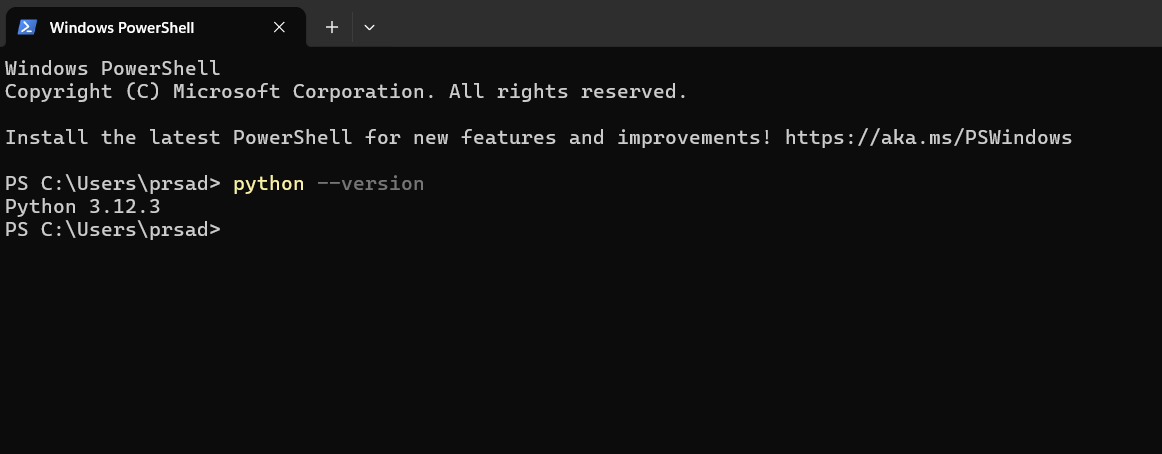 Windows PowerShell
Windows PowerShell
Copyright (C) Microsoft Corporation. All rights reserved.
Install the latest PowerShell for new features and improvements! https://aka.ms/PSWindows
PS C:\Users\prsad> python --version
Python 3.12.3
PS C:\Users\prsad>